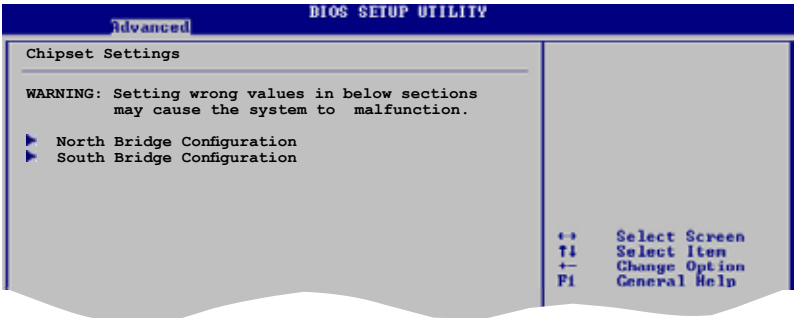 BIOS SETUP UTILITY
Advanced
Chipset Settings
WARNING: Setting wrong values in below sections
may cause the system to malfunction.
North Bridge Configuration
South Bridge Configuration
↔ Select Screen
↑↓ Select Item
+- Change Option
F1 General Help